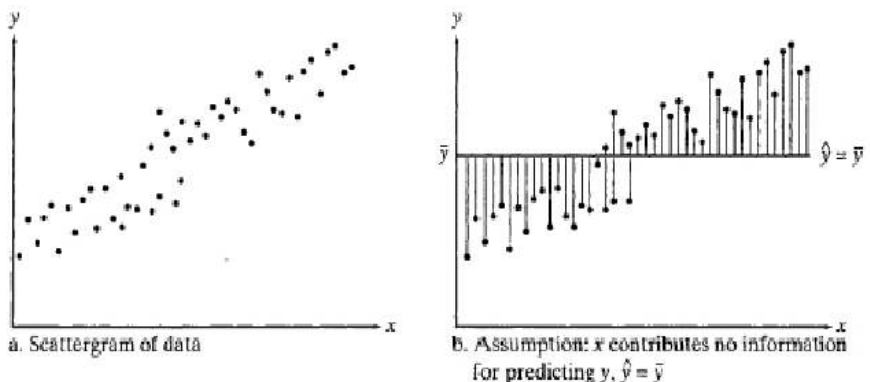 y
x
a. Scattergram of data
y
ȳ
ŷ = ȳ
x
b. Assumption: x contributes no information
for predicting y, ŷ = ȳ